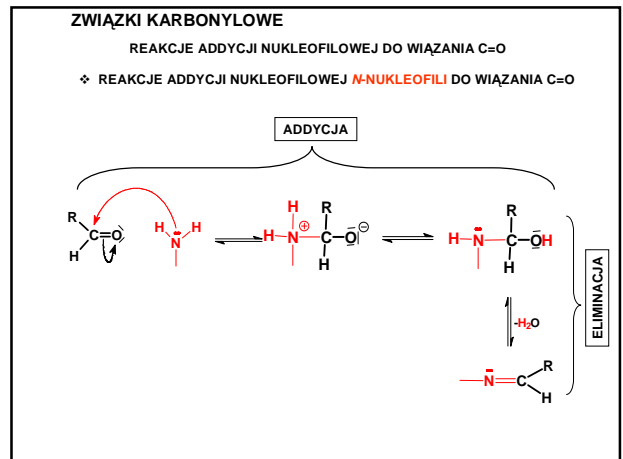 ZWIĄZKI KARBONYLOWE
REAKCJE ADDYCJI NUKLEOFILOWEJ DO WIĄZANIA C=O
❖ REAKCJE ADDYCJI NUKLEOFILOWEJ N-NUKLEOFILI DO WIĄZANIA C=O
ADDYCJA
R
C=O
H
H H
N
H
H-N ⊕ C-O ⊖
R
H
H-N-C-OH
R
H
-H₂O
N=C
R
H
ELIMINACJA